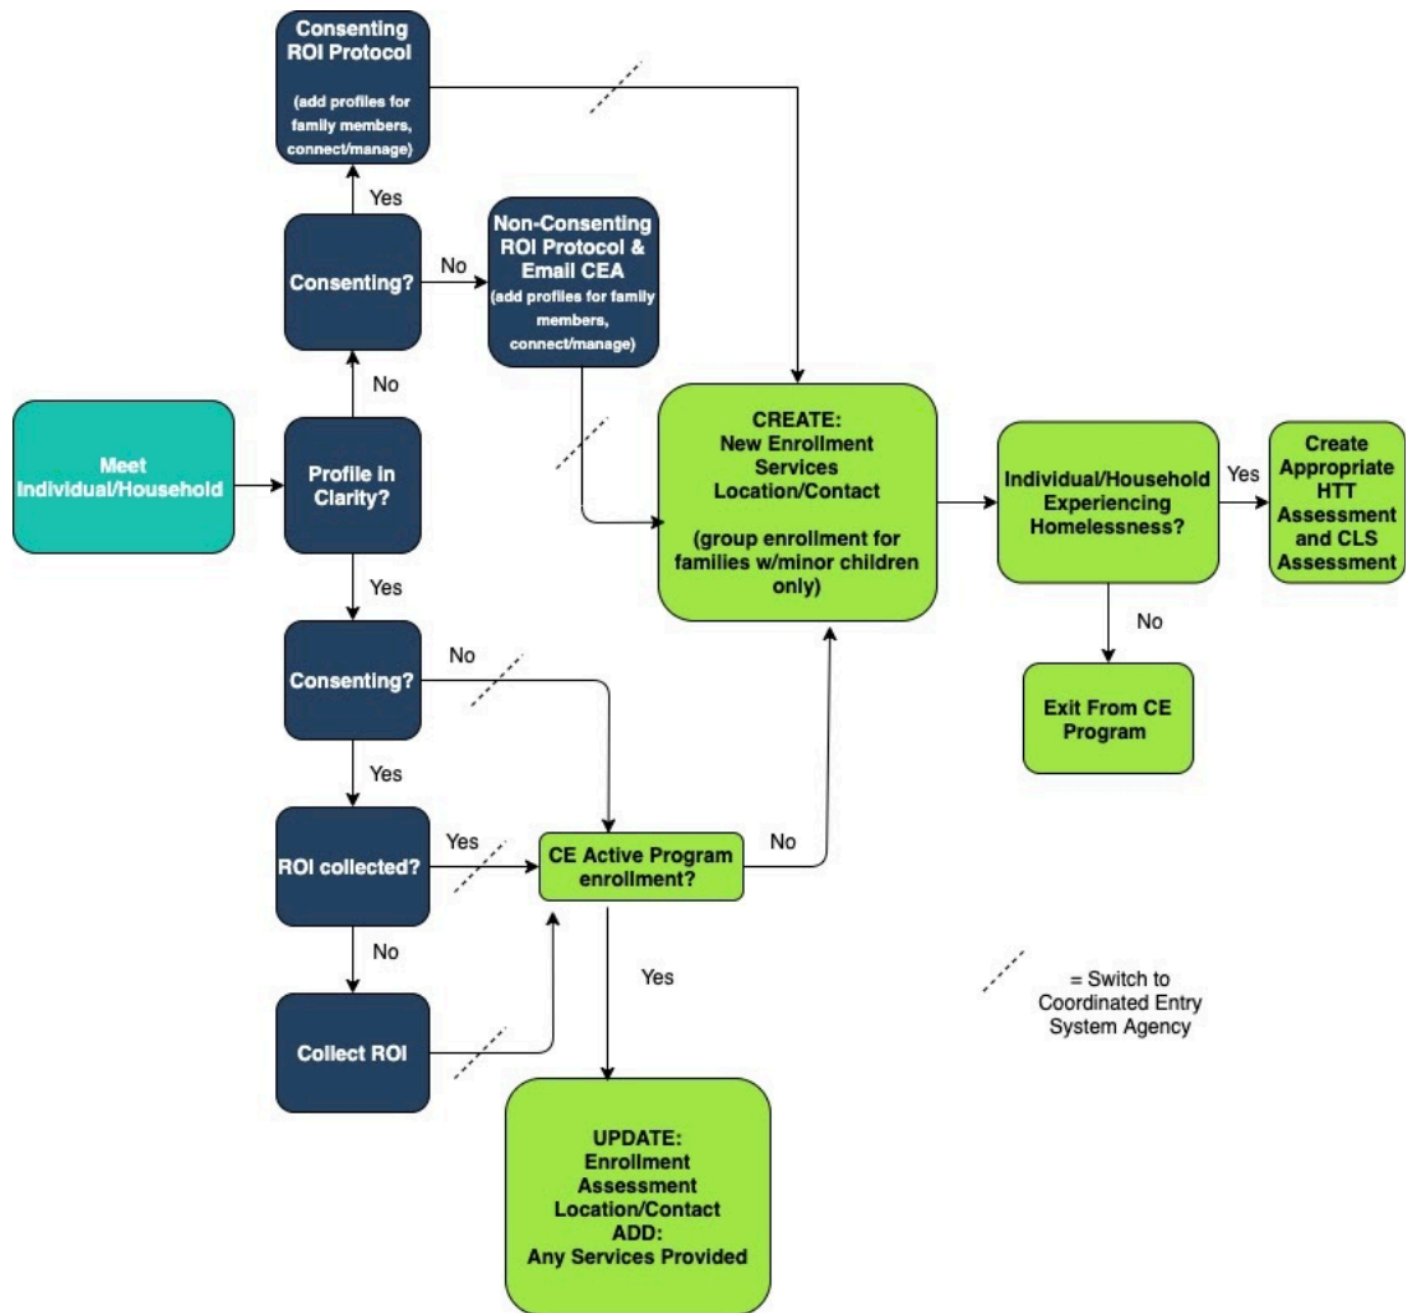 Consenting
ROI Protocol
(add profiles for
family members,
connect/manage)
Yes
Consenting?
No
Non-Consenting
ROI Protocol &
Email CEA
(add profiles for family
members,
connect/manage)
No
Meet
Individual/Household
Profile in
Clarity?
CREATE:
New Enrollment
Services
Location/Contact
(group enrollment for
families w/minor children
only)
Individual/Household
Experiencing
Homelessness?
Yes
Create
Appropriate
HTT
Assessment
and CLS
Assessment
No
Exit From CE
Program
Yes
Consenting?
No
Yes
ROI collected?
Yes
CE Active Program
enrollment?
No
No
Collect ROI
Yes
UPDATE:
Enrollment
Assessment
Location/Contact
ADD:
Any Services Provided
= Switch to
Coordinated Entry
System Agency